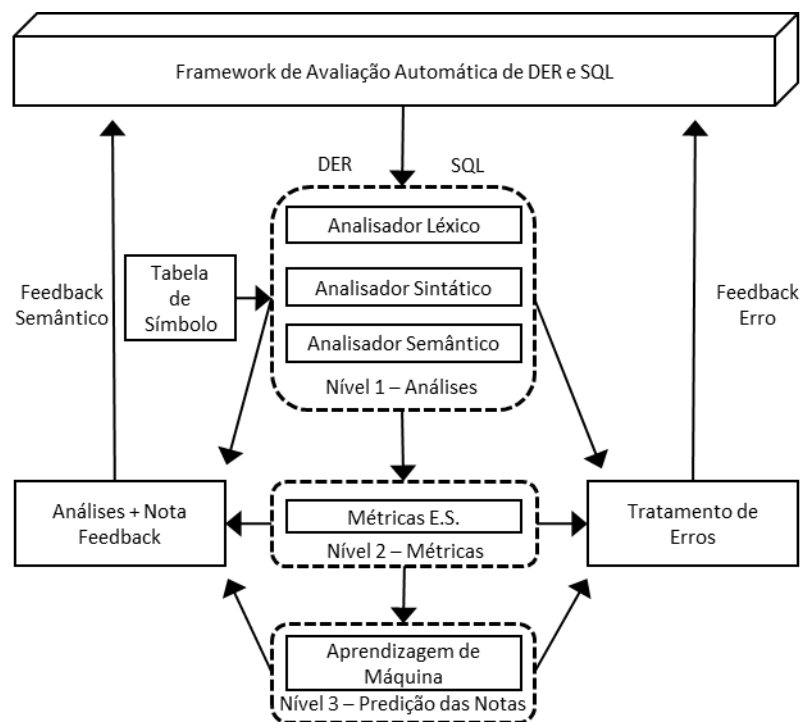 Framework de Avaliação Automática de DER e SQL
DER
SQL
Analisador Léxico
Tabela
de
Símbolo
Analisador Sintático
Feedback
Semântico
Feedback
Erro
Analisador Semântico
Nível 1 – Análises
Análises + Nota
Feedback
Métricas E.S.
Nível 2 – Métricas
Tratamento de
Erros
Aprendizagem de
Máquina
Nível 3 – Predição das Notas